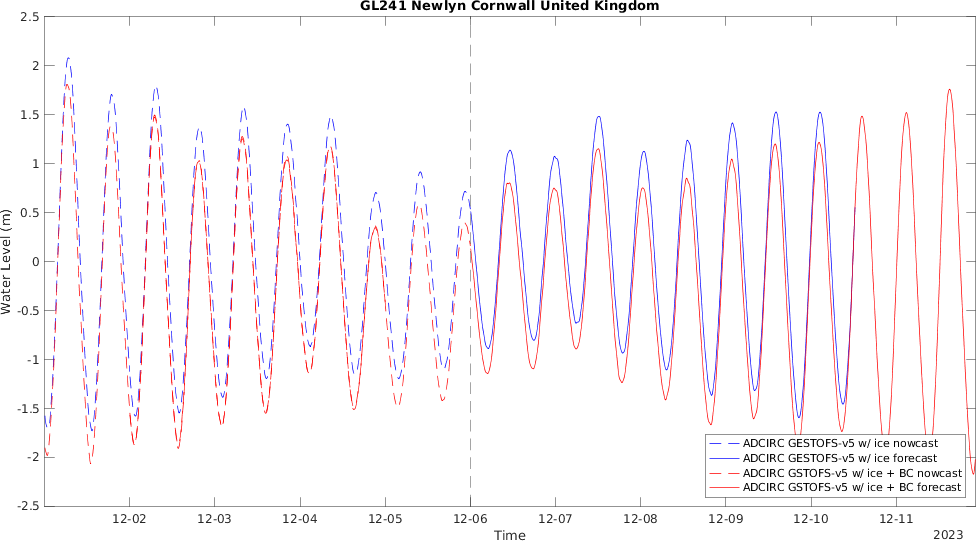 GL241 Newlyn Cornwall United Kingdom
2.5
2
1.5
1
0.5
0
-0.5
-1
-1.5
-2
-2.5
Water Level (m)
ADCIRC GESTOFS-v5 w/ ice nowcast
ADCIRC GESTOFS-v5 w/ ice forecast
ADCIRC GSTOFS-v5 w/ ice + BC nowcast
ADCIRC GSTOFS-v5 w/ ice + BC forecast
12-02 12-03 12-04 12-05 12-06 12-07 12-08 12-09 12-10 12-11
Time
2023